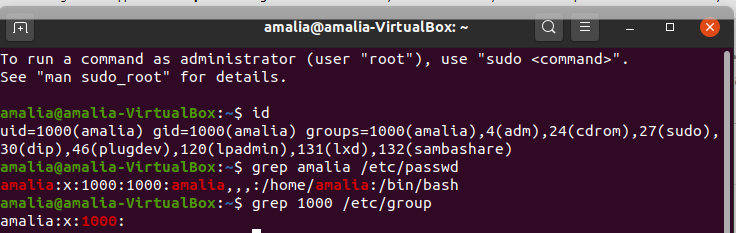 amalia@amalia-VirtualBox: ~
To run a command as administrator (user "root"), use "sudo <command>".
See "man sudo_root" for details.
amalia@amalia-VirtualBox:~$ id
uid=1000(amalia) gid=1000(amalia) groups=1000(amalia),4(adm),24(cdrom),27(sudo),
30(dip),46(plugdev),120(lpadmin),131(lxd),132(sambashare)
amalia@amalia-VirtualBox:~$ grep amalia /etc/passwd
amalia:x:1000:1000:amalia,,,:/home/amalia:/bin/bash
amalia@amalia-VirtualBox:~$ grep 1000 /etc/group
amalia:x:1000: